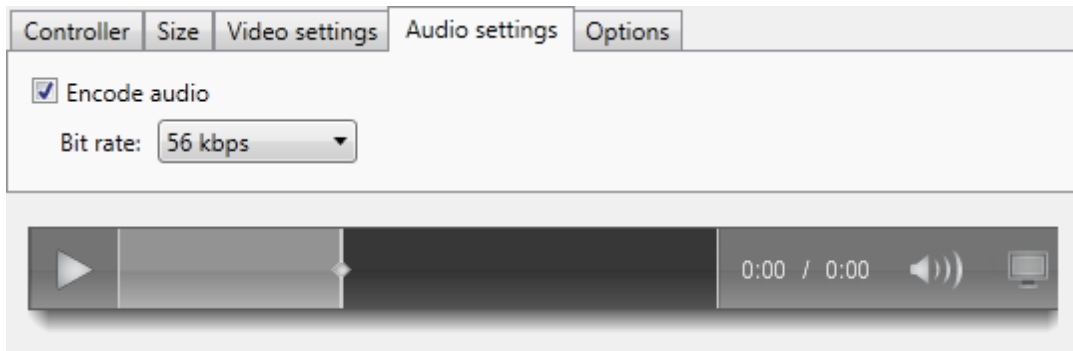 Controller Size Video settings Audio settings Options
Encode audio
Bit rate: 56 kbps
0:00 / 0:00